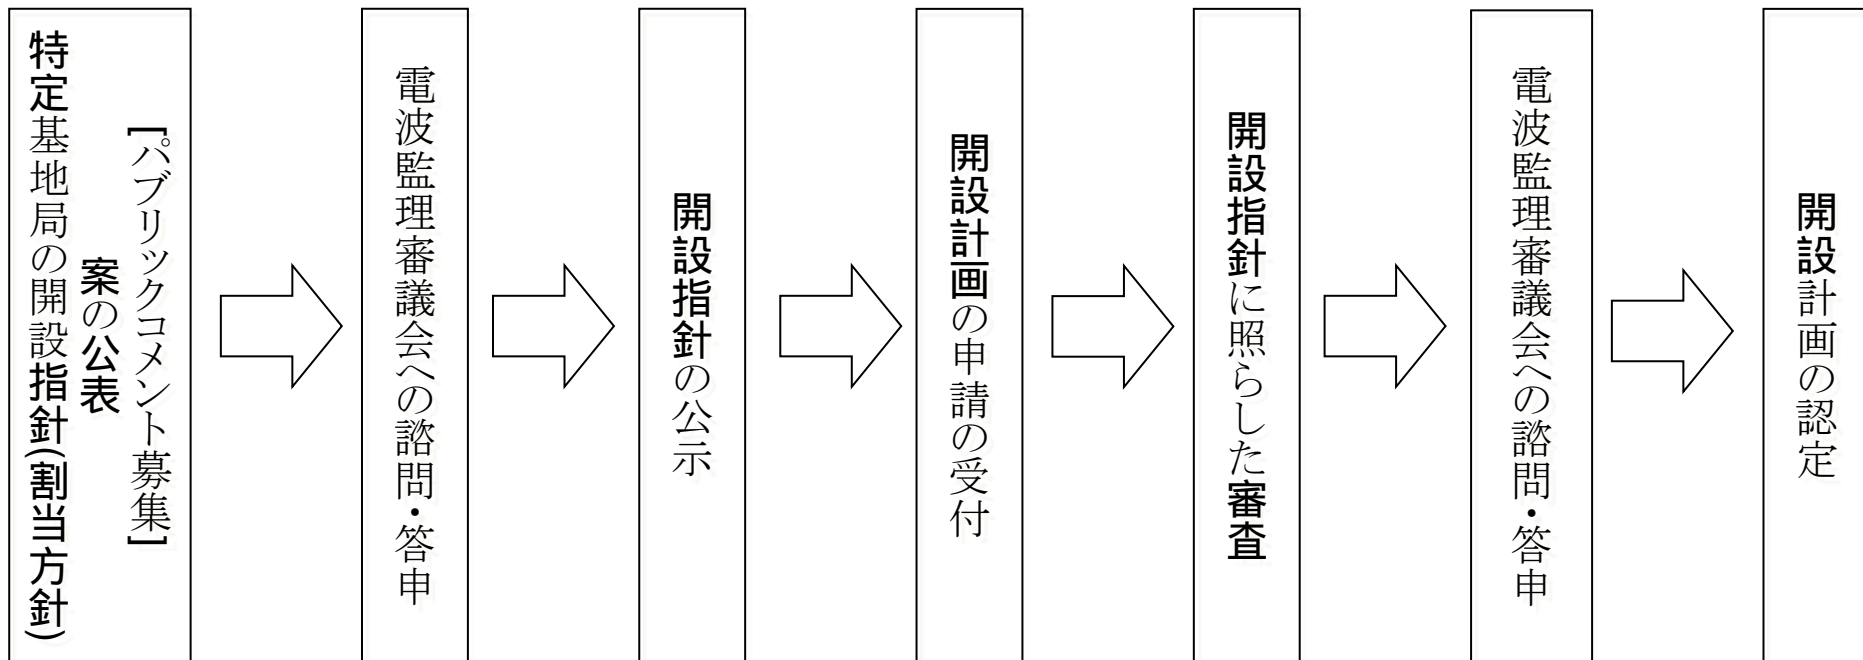 特定基地局の開設指針(割当方針)
案の公表
[パブリックコメント募集]
電波監理審議会への諮問・答申
開設指針の公示
開設計画の申請の受付
開設指針に照らした審査
電波監理審議会への諮問・答申
開設計画の認定